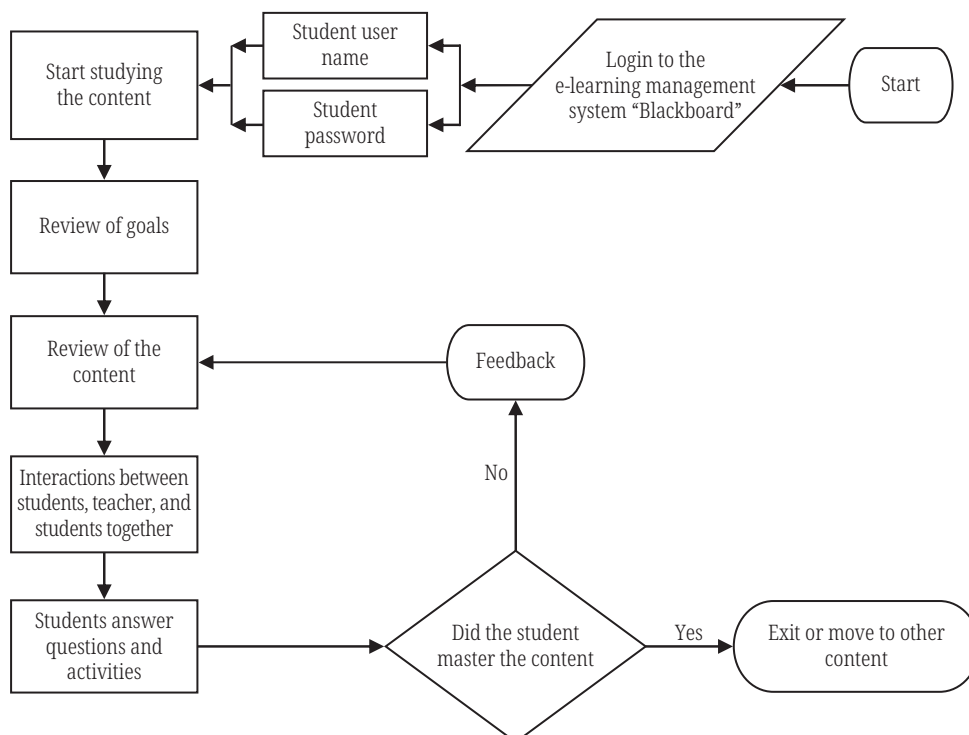 Start
Login to the
e-learning management
system “Blackboard”
Student user
name
Student
password
Start studying
the content
Review of goals
Review of the
content
Interactions between
students, teacher, and
students together
Students answer
questions and
activities
Did the student
master the content
No
Feedback
Yes
Exit or move to other
content